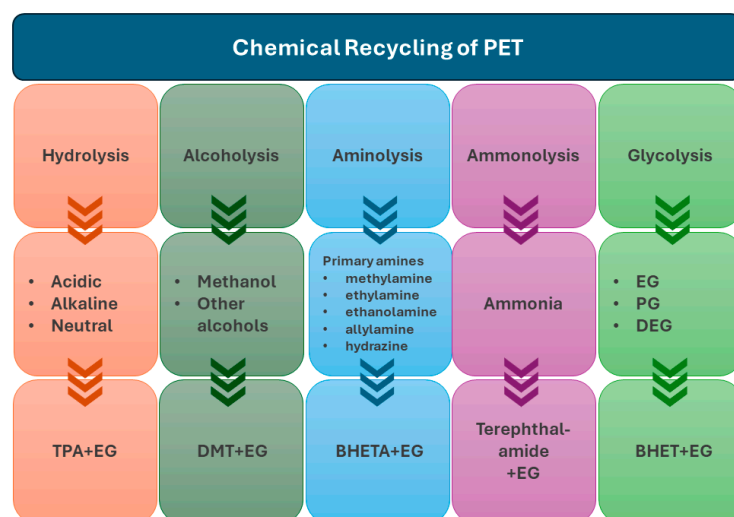 Chemical Recycling of PET
Hydrolysis
Alcoholysis
Aminolysis
Ammonolysis
Glycolysis
• Acidic
• Alkaline
• Neutral
• Methanol
• Other
alcohols
Primary amines
• methylamine
• ethylamine
• ethanolamine
• allylamine
• hydrazine
Ammonia
• EG
• PG
• DEG
TPA+EG
DMT+EG
BHETA+EG
Terephthal-
amide
+EG
BHET+EG